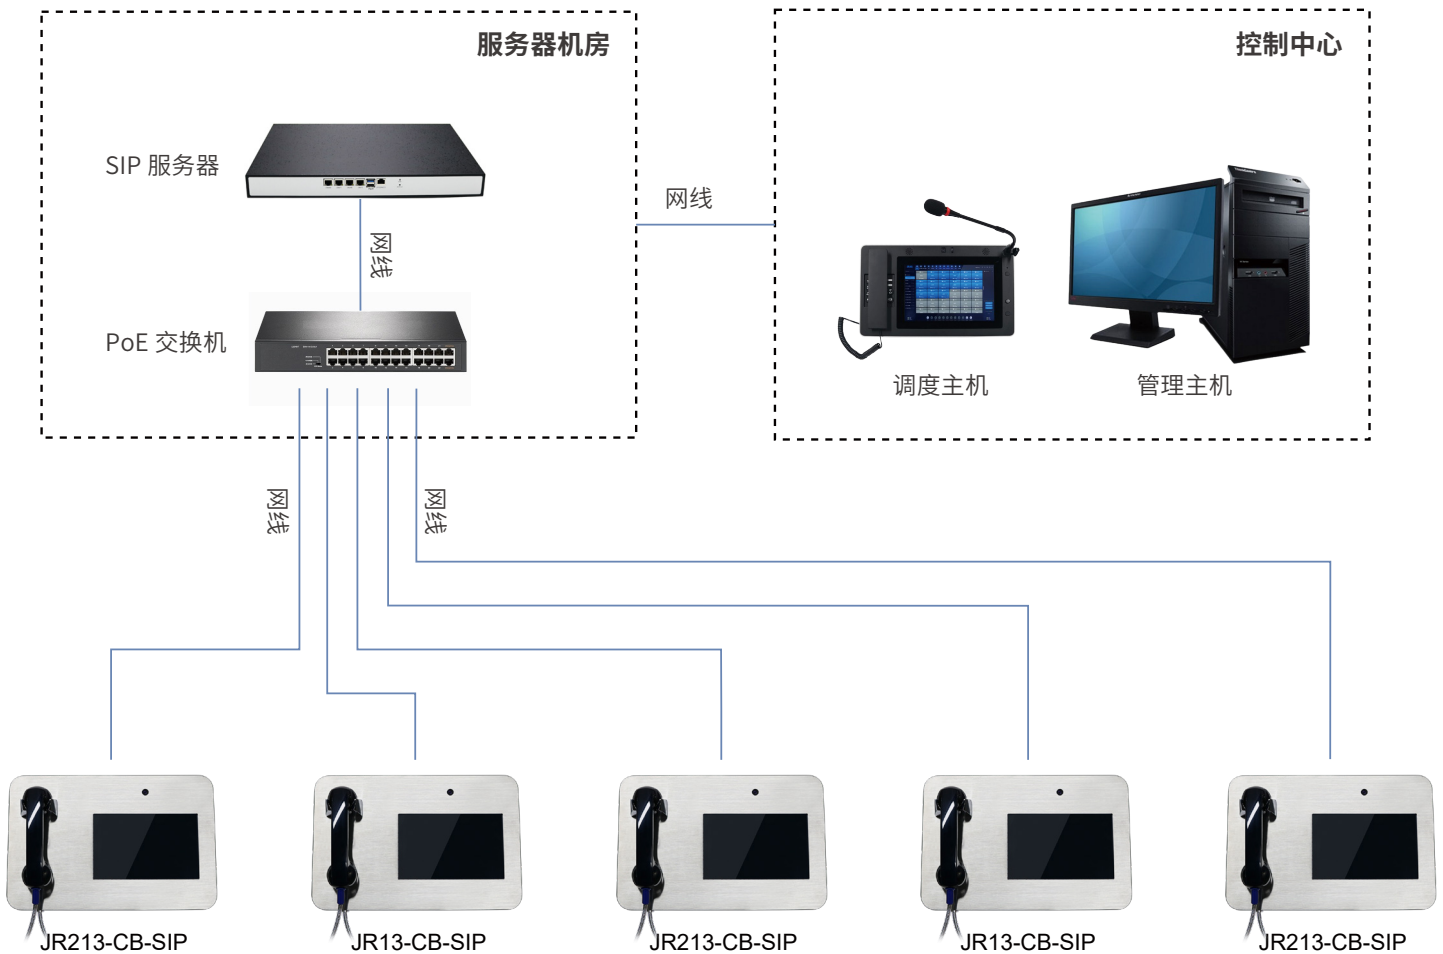 服务器机房
控制中心
SIP 服务器
网线
网线
PoE 交换机
调度主机
管理主机
网线
网线
JR213-CB-SIP
JR13-CB-SIP
JR213-CB-SIP
JR13-CB-SIP
JR213-CB-SIP